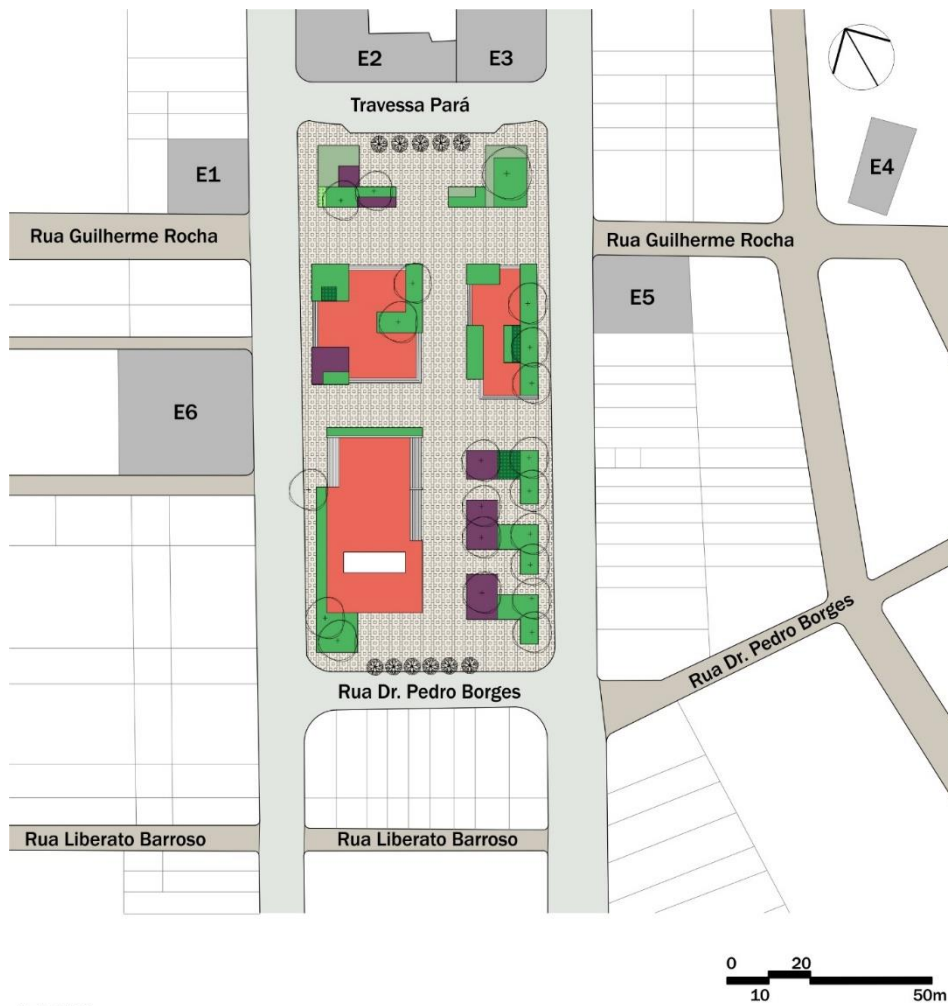 E2
E3
Travessa Pará
E1
E4
Rua Guilherme Rocha
Rua Guilherme Rocha
E5
E6
Rua Dr. Pedro Borges
Rua Dr. Pedro Borges
Rua Liberato Barroso
Rua Liberato Barroso
0 20
10 50m